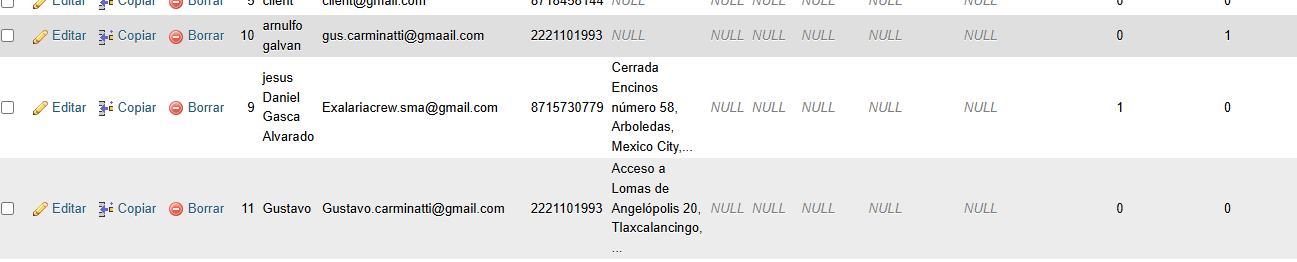 Editar Copiar Borrar 5 client client@gmail.com 8718458144 NULL NULL NULL NULL NULL NULL 0 0
Editar Copiar Borrar 10 arnulfo galvan gus.carminatti@gmaail.com 2221101993 NULL NULL NULL NULL NULL NULL 0 1
Editar Copiar Borrar 9 jesus Daniel Gasca Alvarado Exalariacrew.sma@gmail.com 8715730779 Cerrada Encinos número 58, Arboledas, Mexico City,... NULL NULL NULL NULL NULL 1 0
Editar Copiar Borrar 11 Gustavo Gustavo.carminatti@gmail.com 2221101993 Acceso a Lomas de Angelópolis 20, Tlaxcalancingo, ... NULL NULL NULL NULL NULL 0 0